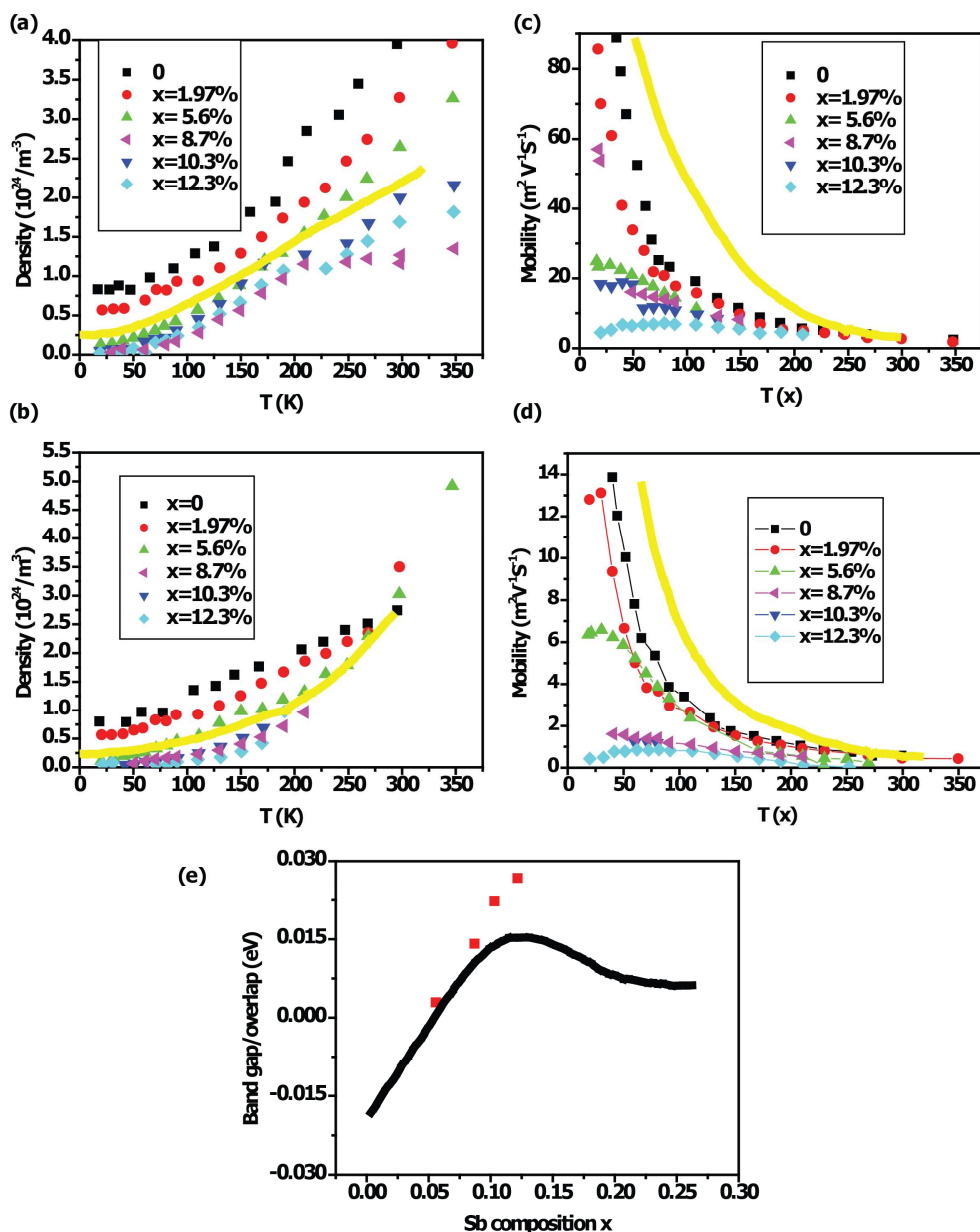 (a)
4.0
3.5
3.0
2.5
2.0
1.5
1.0
0.5
0.0
Density (10²⁴/m⁻³)
0
x=1.97%
x= 5.6%
x= 8.7%
x=10.3%
x=12.3%
0 50 100 150 200 250 300 350
T (K)
(c)
80
60
40
20
0
Mobility (m² V⁻¹S⁻¹)
0
x=1.97%
x= 5.6%
x= 8.7%
x=10.3%
x=12.3%
0 50 100 150 200 250 300 350
T (x)
(b)
5.5
5.0
4.5
4.0
3.5
3.0
2.5
2.0
1.5
1.0
0.5
0.0
Density (10²⁴/m³)
x=0
x=1.97%
x= 5.6%
x= 8.7%
x=10.3%
x=12.3%
0 50 100 150 200 250 300 350
T (K)
(d)
14
12
10
8
6
4
2
0
Mobility (m²V⁻¹S⁻¹)
0
x=1.97%
x= 5.6%
x= 8.7%
x=10.3%
x=12.3%
0 50 100 150 200 250 300 350
T (x)
(e)
0.030
0.015
0.000
-0.015
-0.030
Band gap/overlap (eV)
0.00 0.05 0.10 0.15 0.20 0.25 0.30
Sb composition x